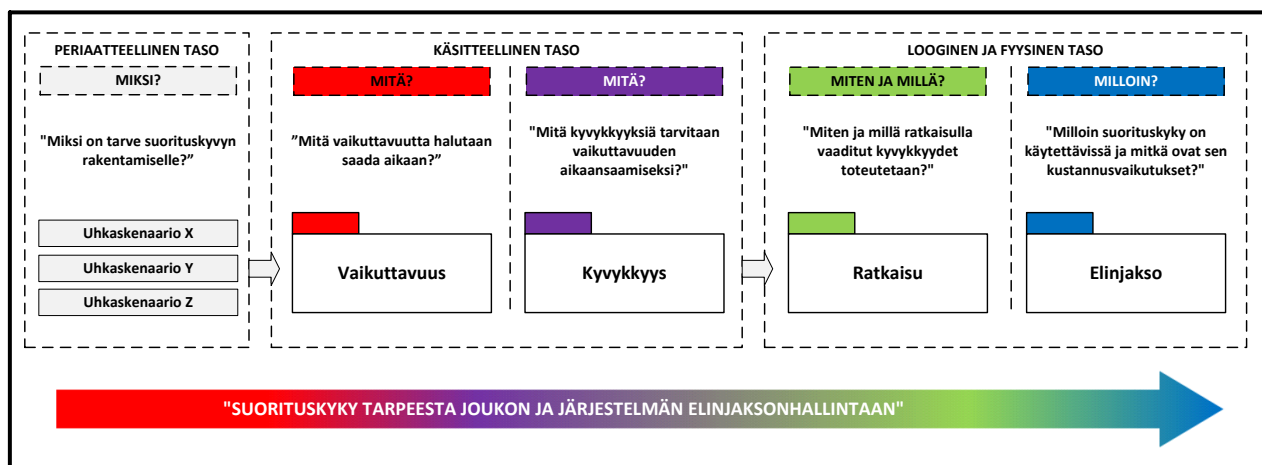 PERIAATTEELLINEN TASO
MIKSI?
"Miksi on tarve suorituskyvyn
rakentamiselle?”
Uhkaskenaario X
Uhkaskenaario Y
Uhkaskenaario Z
KÄSITTEELLINEN TASO
MITÄ?
”Mitä vaikuttavuutta halutaan
saada aikaan?”
Vaikuttavuus
MITÄ?
"Mitä kyvykkyyksiä tarvitaan
vaikuttavuuden
aikaansaamiseksi?"
Kyvykkyys
LOOGINEN JA FYYSINEN TASO
MITEN JA MILLÄ?
"Miten ja millä ratkaisulla
vaaditut kyvykkyydet
toteutetaan?"
Ratkaisu
MILLOIN?
"Milloin suorituskyky on
käytettävissä ja mitkä ovat sen
kustannusvaikutukset?"
Elinjakso
"SUORITUSKYKY TARPEESTA JOUKON JA JÄRJESTELMÄN ELINJAKSONHALLINTAAN"